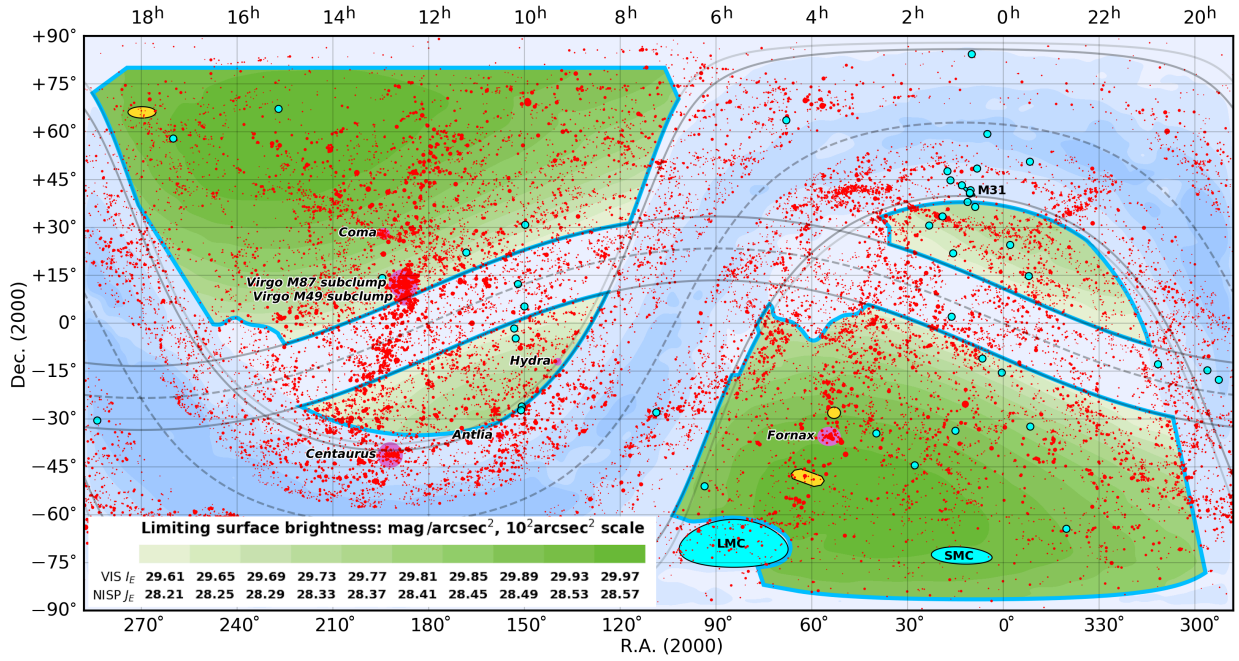 18ʰ 16ʰ 14ʰ 12ʰ 10ʰ 8ʰ 6ʰ 4ʰ 2ʰ 0ʰ 22ʰ 20ʰ
+90°
+75°
+60°
+45°
M31
+30°
Coma
+15°
Virgo M87 subclump
Virgo M49 subclump
0°
Dec. (2000)
Hydra
−15°
−30°
Antlia
Fornax
Centaurus
−45°
−60°
Limiting surface brightness: mag/arcsec², 10²arcsec² scale
LMC
SMC
−75°
VIS I_E 29.61 29.65 29.69 29.73 29.77 29.81 29.85 29.89 29.93 29.97
NISP J_E 28.21 28.25 28.29 28.33 28.37 28.41 28.45 28.49 28.53 28.57
−90°
270° 240° 210° 180° 150° 120° 90° 60° 30° 0° 330° 300°
R.A. (2000)